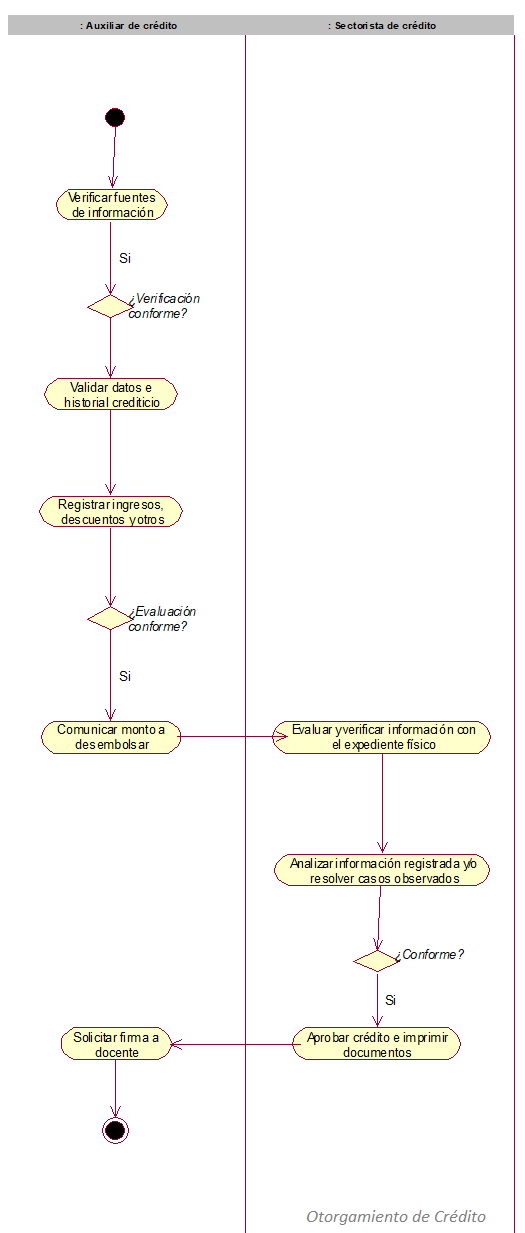 : Auxiliar de crédito
: Sectorista de crédito
Verificar fuentes
de información
Si
¿Verificación
conforme?
Validar datos e
historial crediticio
Registrar ingresos,
descuentos y otros
¿Evaluación
conforme?
Si
Comunicar monto a
desembolsar
Evaluar y verificar información con
el expediente físico
Analizar información registrada y/o
resolver casos observados
¿Conforme?
Si
Aprobar crédito e imprimir
documentos
Solicitar firma a
docente
Otorgamiento de Crédito